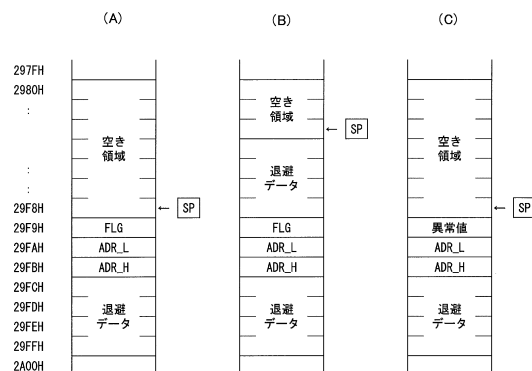 (A)
(B)
(C)
297FH
2980H
:
:
:
29F8H
29F9H
29FAH
29FBH
29FCH
29FDH
29FEH
29FFH
2A00H
空き
領域
← SP
FLG
ADR_L
ADR_H
退避
データ
空き
領域
← SP
退避
データ
FLG
ADR_L
ADR_H
退避
データ
空き
領域
← SP
異常値
ADR_L
ADR_H
退避
データ